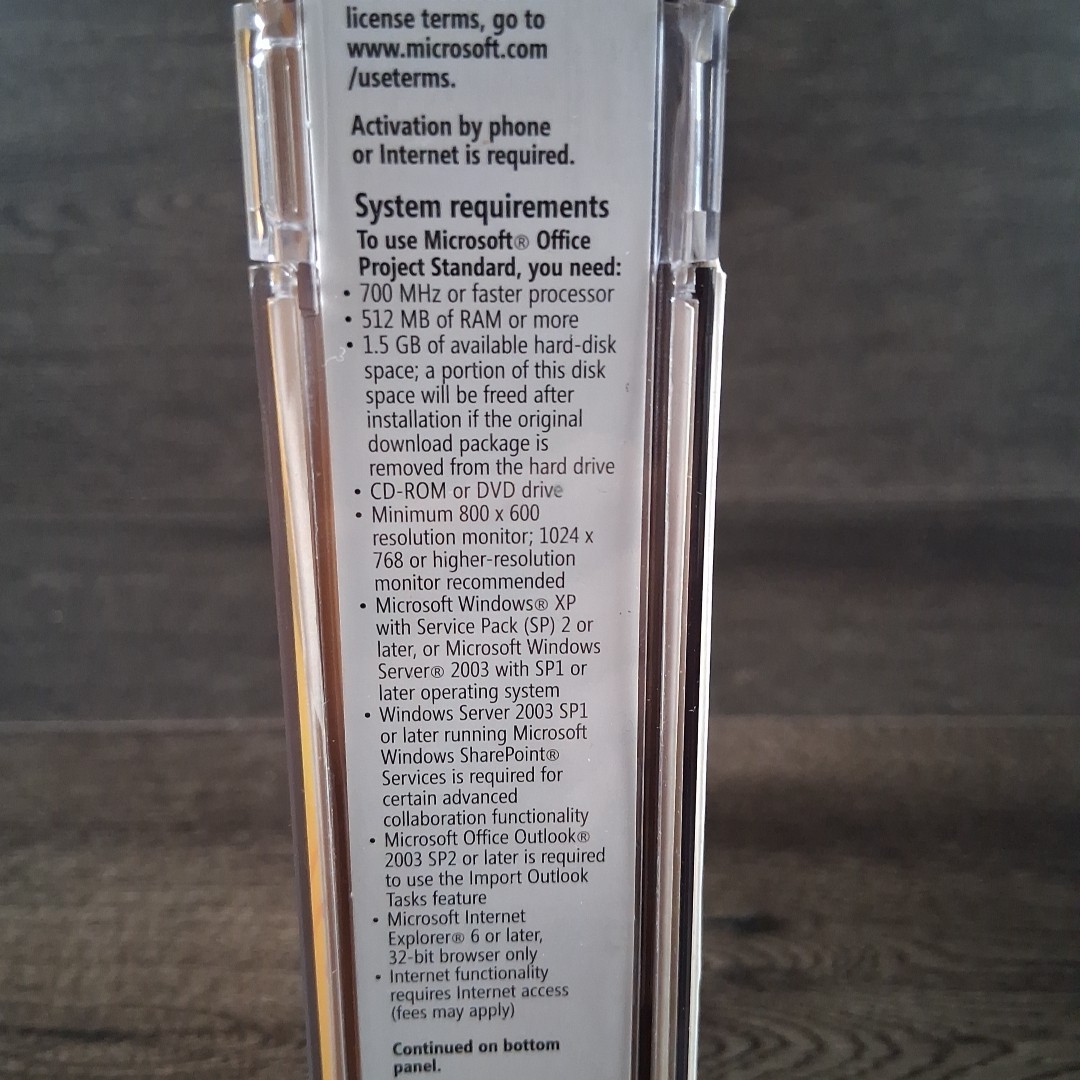 license terms, go to
www.microsoft.com
/useterms.
Activation by phone
or Internet is required.
System requirements
To use Microsoft® Office
Project Standard, you need:
• 700 MHz or faster processor
• 512 MB of RAM or more
• 1.5 GB of available hard-disk
space; a portion of this disk
space will be freed after
installation if the original
download package is
removed from the hard drive
• CD-ROM or DVD drive
• Minimum 800 x 600
resolution monitor; 1024 x
768 or higher-resolution
monitor recommended
• Microsoft Windows® XP
with Service Pack (SP) 2 or
later, or Microsoft Windows
Server® 2003 with SP1 or
later operating system
• Windows Server 2003 SP1
or later running Microsoft
Windows SharePoint®
Services is required for
certain advanced
collaboration functionality
• Microsoft Office Outlook®
2003 SP2 or later is required
to use the Import Outlook
Tasks feature
• Microsoft Internet
Explorer® 6 or later,
32-bit browser only
• Internet functionality
requires Internet access
(fees may apply)
Continued on bottom
panel.